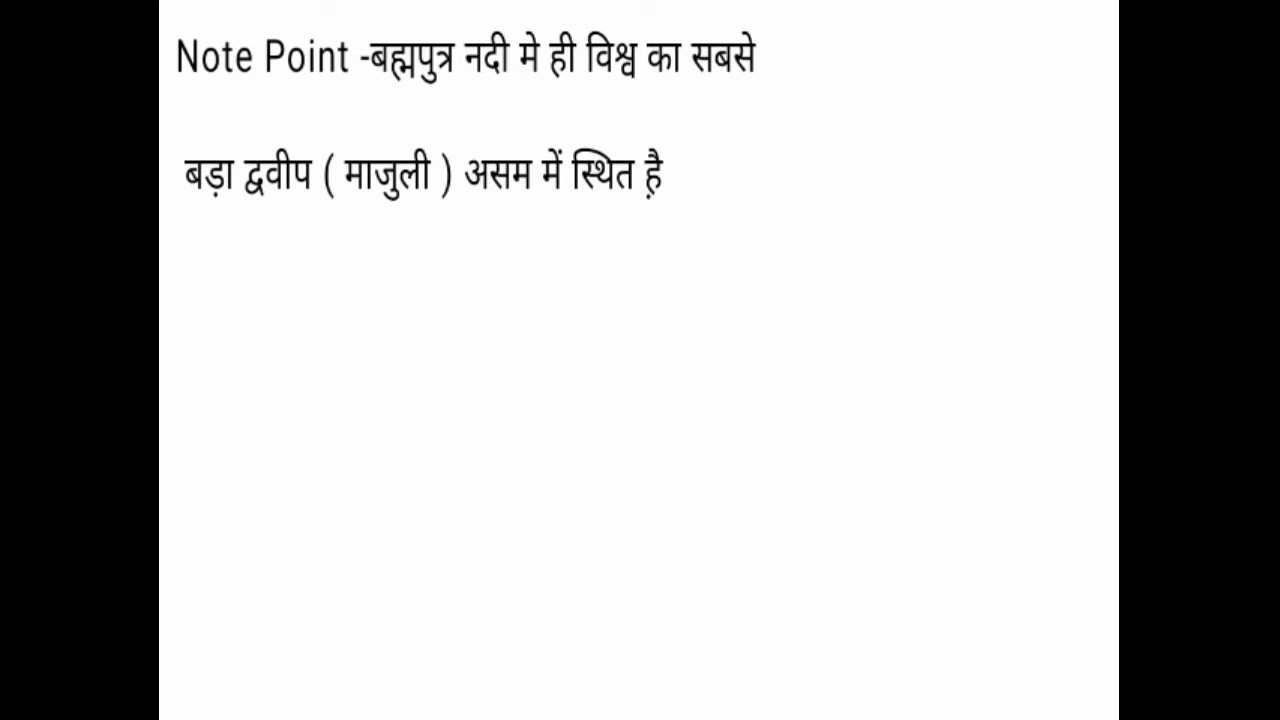 Note Point -बह्मपुत्र नदी मे ही विश्व का सबसे
बड़ा द्ववीप ( माजुली ) असम में स्थित है़